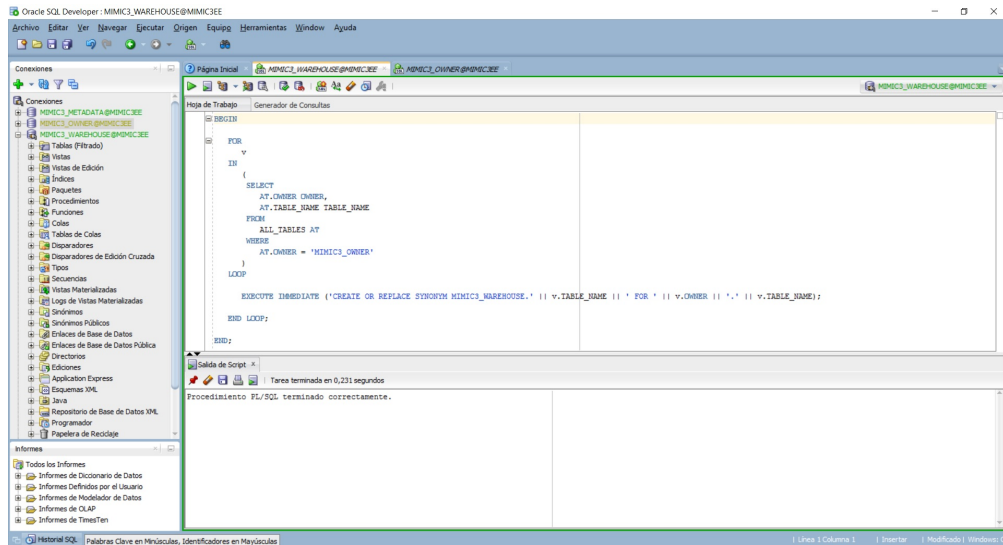 Oracle SQL Developer : MIMIC3_WAREHOUSE@MIMIC3EE
Archivo Editar Ver Navegar Ejecutar Origen Equipo Herramientas Window Ayuda
Conexiones
Conexiones
MIMIC3_METADATA@MIMIC3EE
MIMIC3_OWNER@MIMIC3EE
MIMIC3_WAREHOUSE@MIMIC3EE
Tablas (Filtrado)
Vistas
Vistas de Edición
Índices
Paquetes
Procedimientos
Funciones
Colas
Tablas de Colas
Disparadores
Disparadores de Edición Cruzada
Tipos
Secuencias
Vistas Materializadas
Logs de Vistas Materializadas
Sinónimos
Sinónimos Públicos
Enlaces de Base de Datos
Enlaces de Base de Datos Pública
Directorios
Ediciones
Application Express
Esquemas XML
Java
Repositorio de Base de Datos XML
Programador
Papelera de Reciclaje
Informes
Todos los Informes
Informes de Diccionario de Datos
Informes Definidos por el Usuario
Informes de Modelador de Datos
Informes de OLAP
Informes de TimesTen
Página Inicial MIMIC3_WAREHOUSE@MIMIC3EE MIMIC3_OWNER@MIMIC3EE
MIMIC3_WAREHOUSE@MIMIC3EE
Hoja de Trabajo Generador de Consultas
BEGIN
FOR
v
IN
(
SELECT
AT.OWNER OWNER,
AT.TABLE_NAME TABLE_NAME
FROM
ALL_TABLES AT
WHERE
AT.OWNER = 'MIMIC3_OWNER'
)
LOOP
EXECUTE IMMEDIATE ('CREATE OR REPLACE SYNONYM MIMIC3_WAREHOUSE.' || v.TABLE_NAME || ' FOR ' || v.OWNER || '.' || v.TABLE_NAME);
END LOOP;
END;
Salida de Script
Tarea terminada en 0,231 segundos
Procedimiento PL/SQL terminado correctamente.
Historial SQL Palabras Clave en Minúsculas, Identificadores en Mayúsculas
Línea 1 Columna 1 | Insertar | Modificado | Windows: